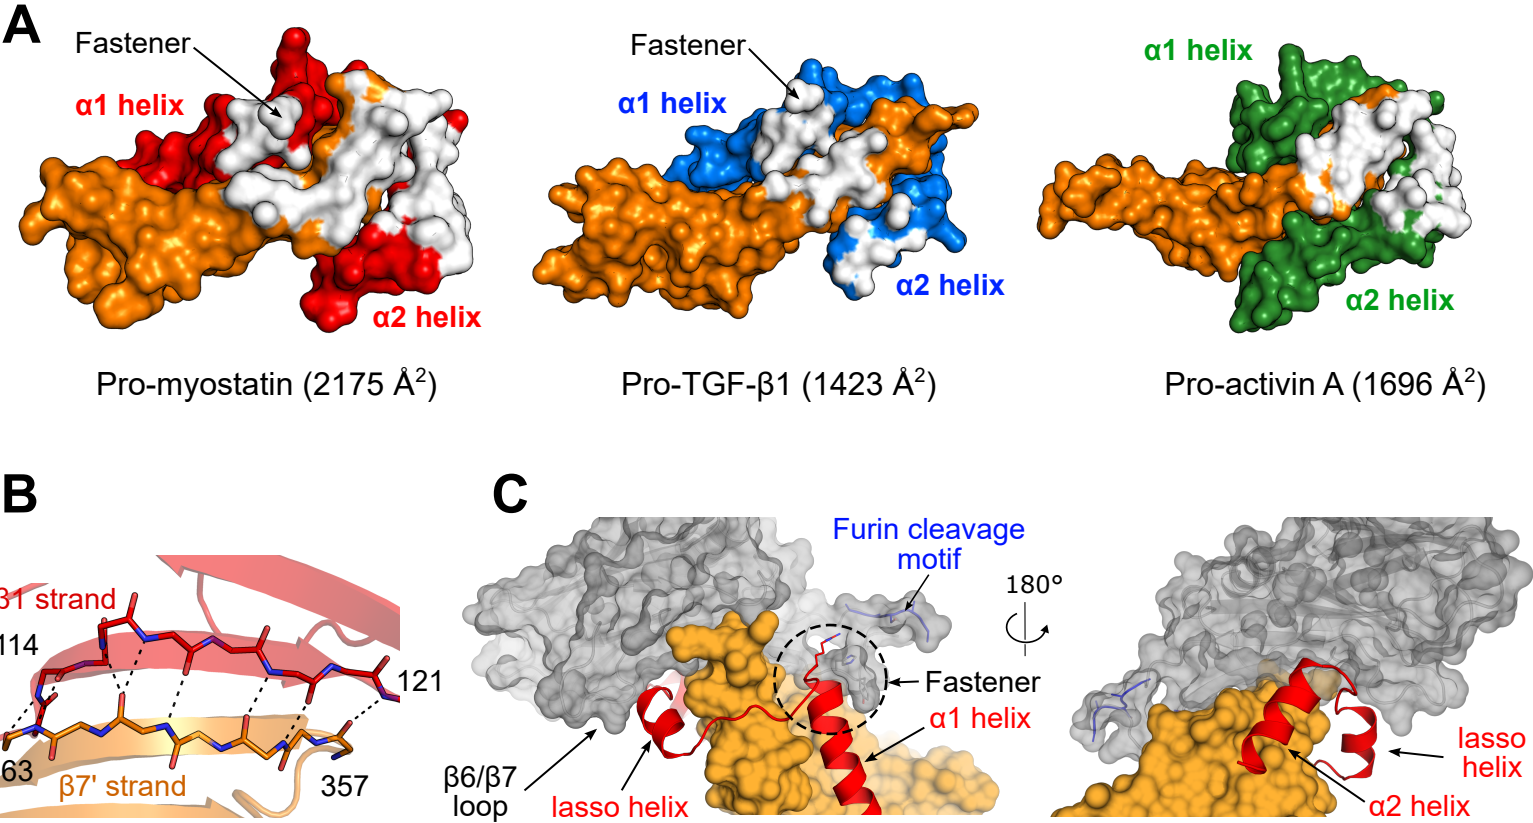 A
Fastener
α1 helix
α2 helix
Pro-myostatin (2175 Å²)
Fastener
α1 helix
α2 helix
Pro-TGF-β1 (1423 Å²)
α1 helix
α2 helix
Pro-activin A (1696 Å²)
B
β1 strand
114
121
63
β7' strand
357
C
Furin cleavage
motif
180°
Fastener
α1 helix
β6/β7
loop
lasso helix
lasso
helix
α2 helix